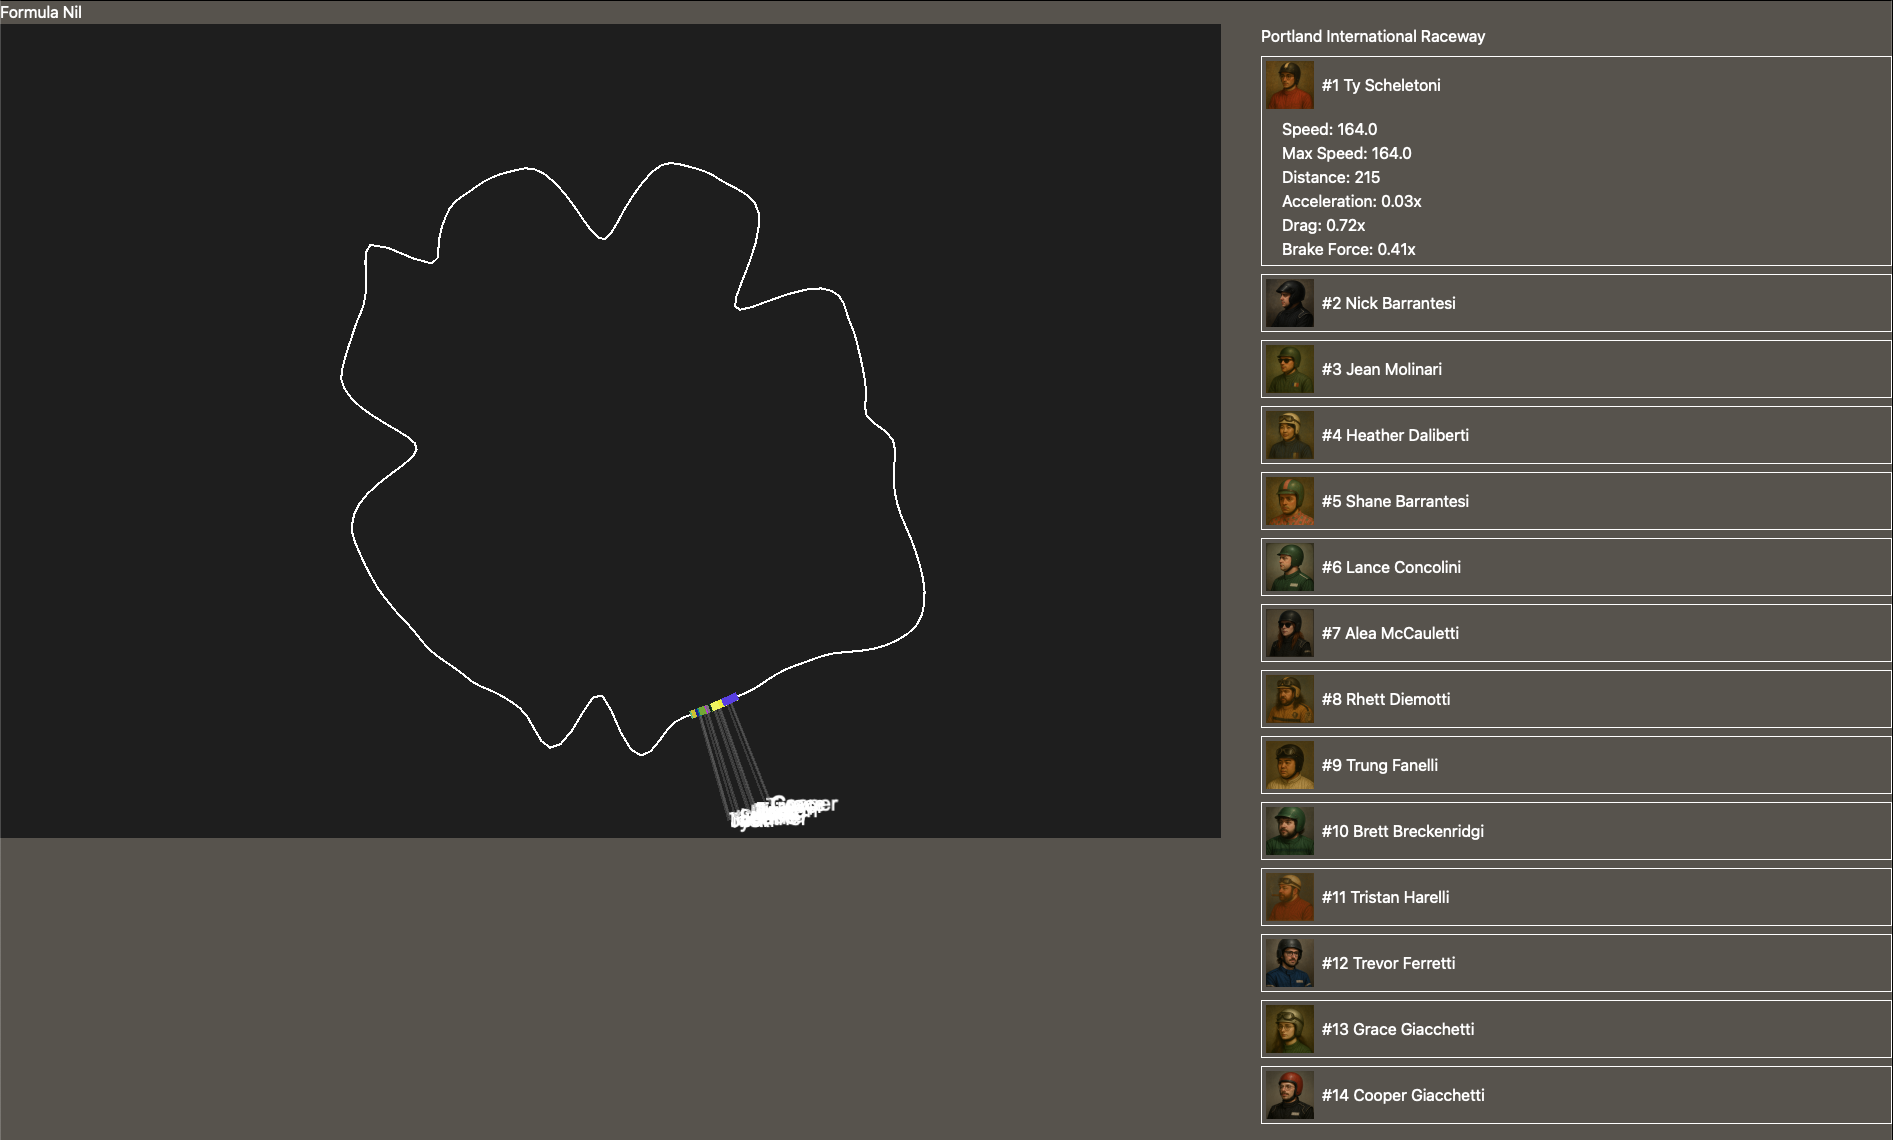 Formula Nil
Portland International Raceway
#1 Ty Scheletoni
Speed: 164.0
Max Speed: 164.0
Distance: 215
Acceleration: 0.03x
Drag: 0.72x
Brake Force: 0.41x
#2 Nick Barrantesi
#3 Jean Molinari
#4 Heather Daliberti
#5 Shane Barrantesi
#6 Lance Concolini
#7 Alea McCauletti
#8 Rhett Diemotti
#9 Trung Fanelli
#10 Brett Breckenridgi
#11 Tristan Harelli
#12 Trevor Ferretti
#13 Grace Giacchetti
#14 Cooper Giacchetti